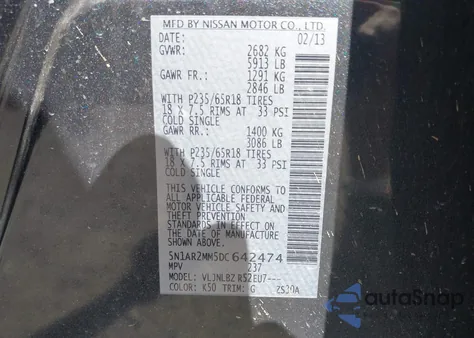 MFD BY NISSAN MOTOR CO., LTD.
DATE: 02/13
GVWR: 2682 KG
5913 LB
GAWR FR: 1291 KG
2846 LB
WITH P235/65R18 TIRES
18 X 7.5 RIMS AT 33 PSI
COLD SINGLE
GAWR RR: 1400 KG
3086 LB
WITH P235/65R18 TIRES
18 X 7.5 RIMS AT 33 PSI
COLD SINGLE
THIS VEHICLE CONFORMS TO
ALL APPLICABLE FEDERAL
MOTOR VEHICLE SAFETY AND
THEFT PREVENTION
STANDARDS IN EFFECT ON
THE DATE OF MANUFACTURE
SHOWN ABOVE.
5N1AR2MM5DC642474
MPV 237
MODEL: VLJNLBZ R52EU7---
COLOR: K50 TRIM: G ZS20A
autoSnap